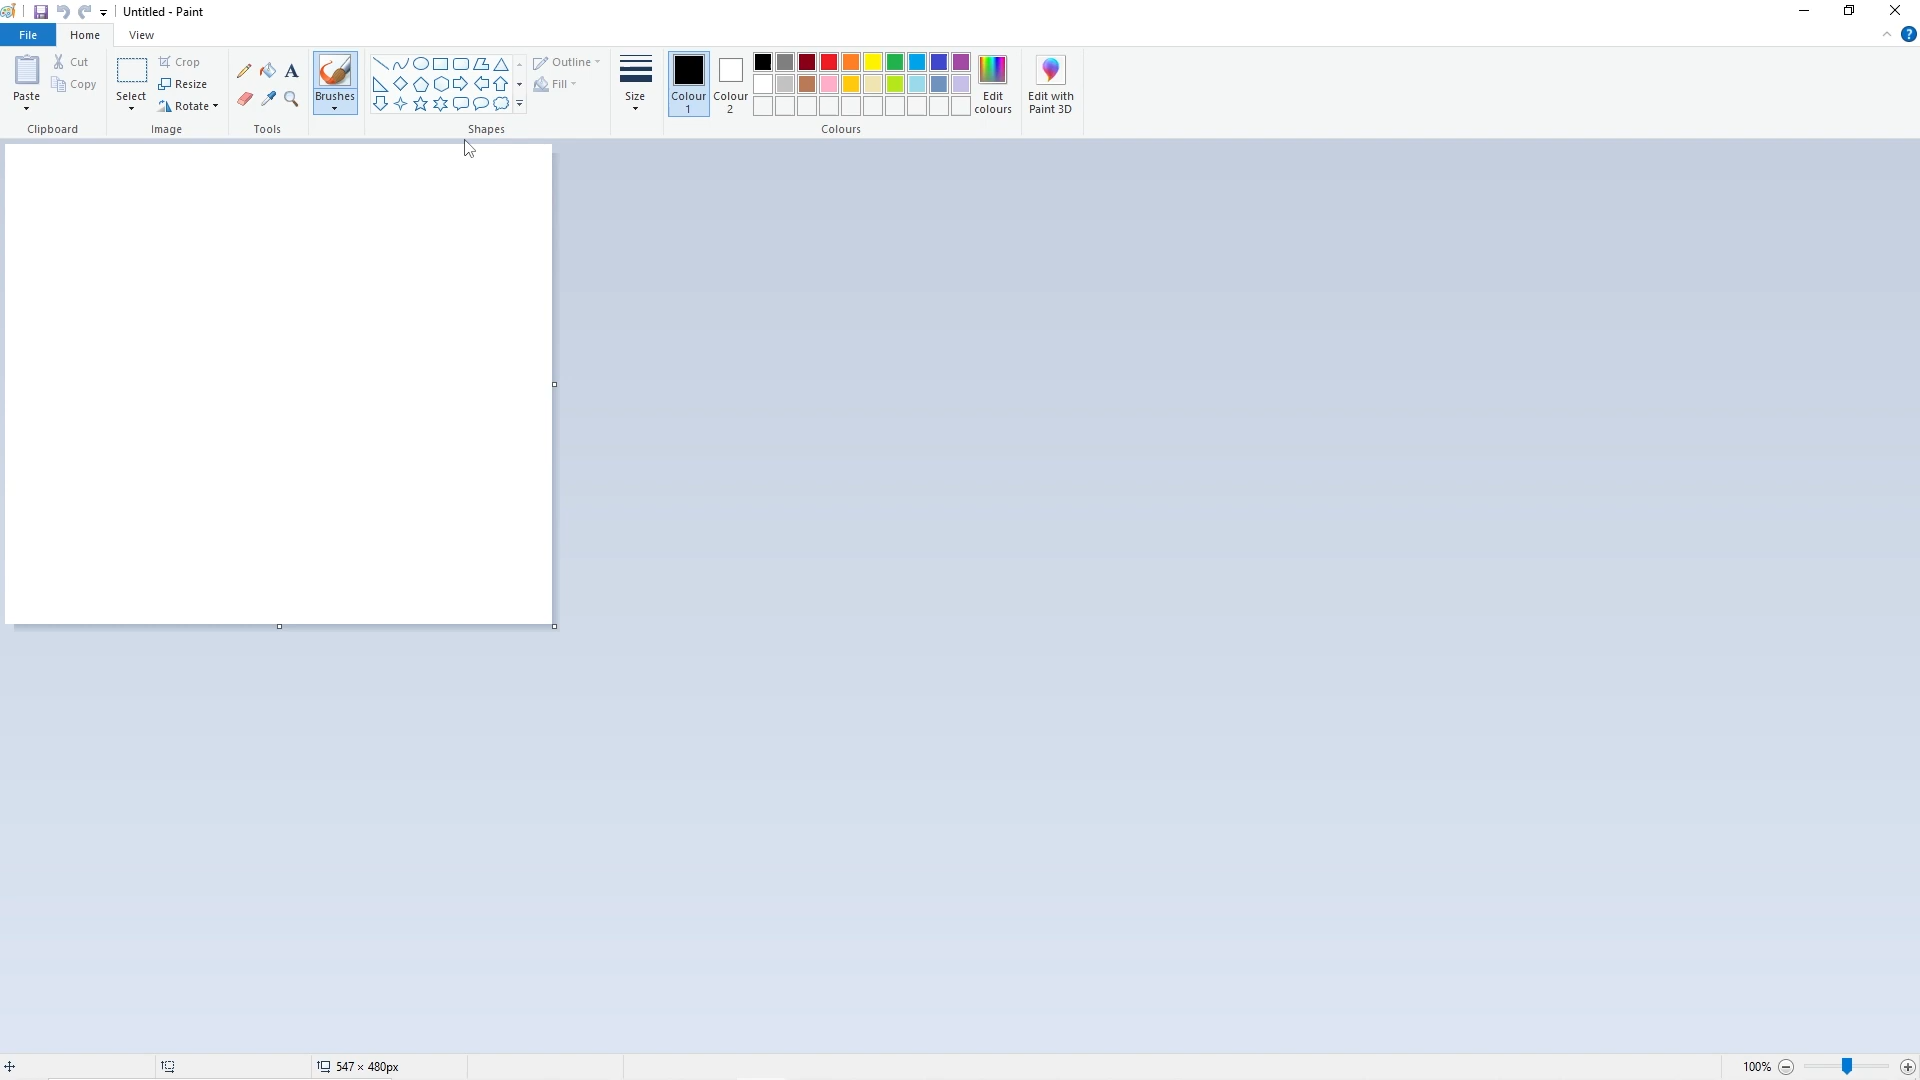 Untitled - Paint
File Home View
Paste Cut Copy Clipboard
Select Crop Resize Rotate Image
A Tools
Brushes
Outline Fill Shapes
Size
Colour 1 Colour 2 Edit colours Colours
Edit with Paint 3D
?
547 × 480px
100%